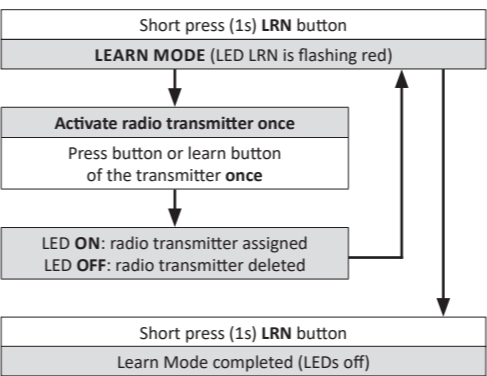 Short press (1s) LRN button
LEARN MODE (LED LRN is flashing red)
Activate radio transmitter once
Press button or learn button
of the transmitter once
LED ON: radio transmitter assigned
LED OFF: radio transmitter deleted
Short press (1s) LRN button
Learn Mode completed (LEDs off)